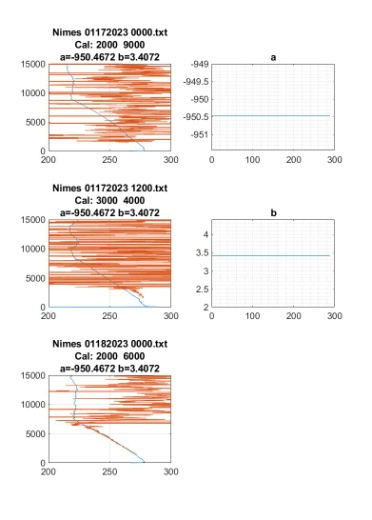 Nimes 01172023 0000.txt
Cal: 2000 9000
a=-950.4672 b=3.4072
15000
10000
5000
0
200 250 300
a
-949
-949.5
-950
-950.5
-951
0 100 200 300
Nimes 01172023 1200.txt
Cal: 3000 4000
a=-950.4672 b=3.4072
15000
10000
5000
0
200 250 300
b
4
3.5
3
2.5
2
0 100 200 300
Nimes 01182023 0000.txt
Cal: 2000 6000
a=-950.4672 b=3.4072
15000
10000
5000
0
200 250 300